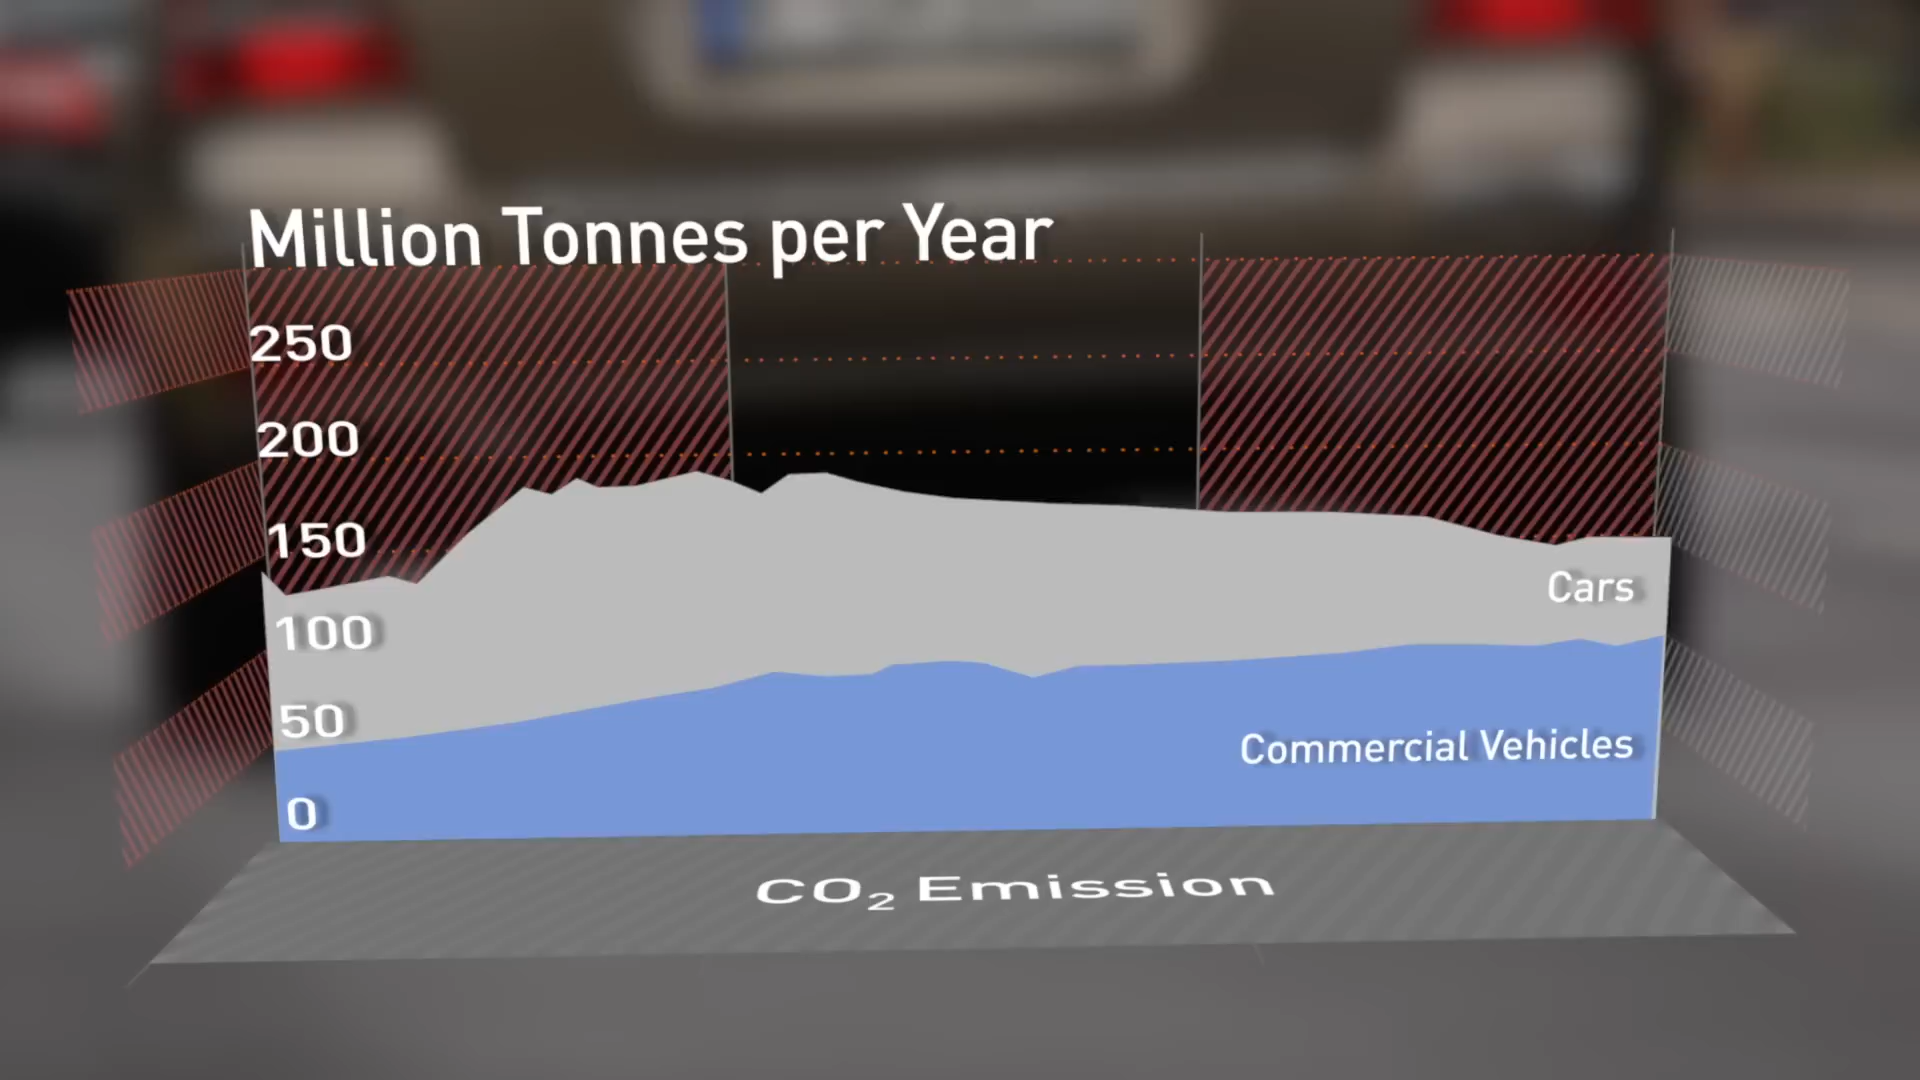 Million Tonnes per Year
250
200
150
100
50
0
Cars
Commercial Vehicles
CO₂ Emission